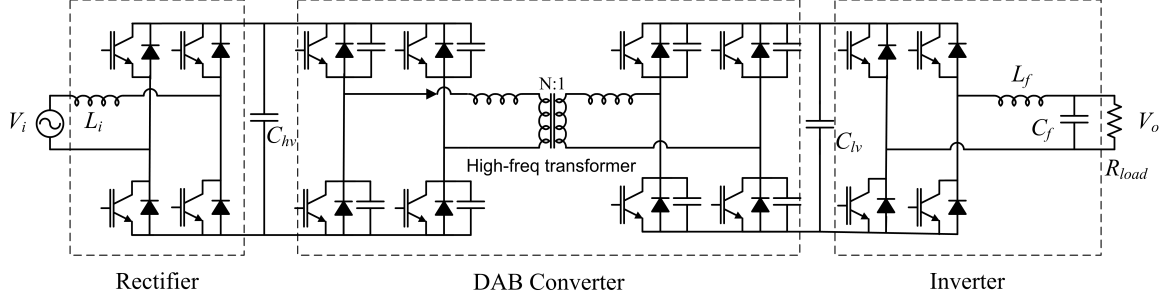 N:1
V_i
L_i
C_hv
High-freq transformer
C_lv
L_f
C_f
V_o
R_load
Rectifier
DAB Converter
Inverter